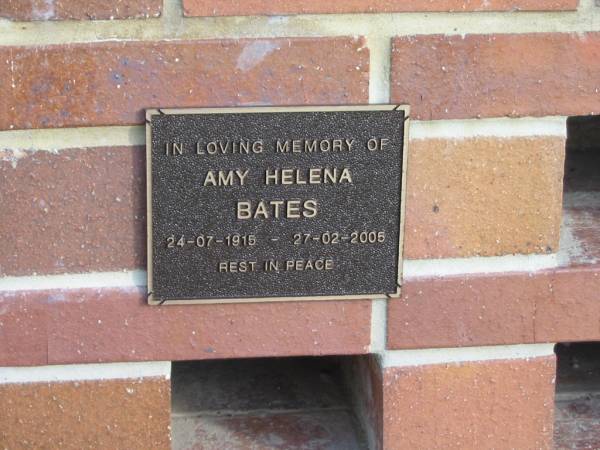 IN LOVING MEMORY OF
AMY HELENA
BATES
24-07-1915 - 27-02-2005
REST IN PEACE